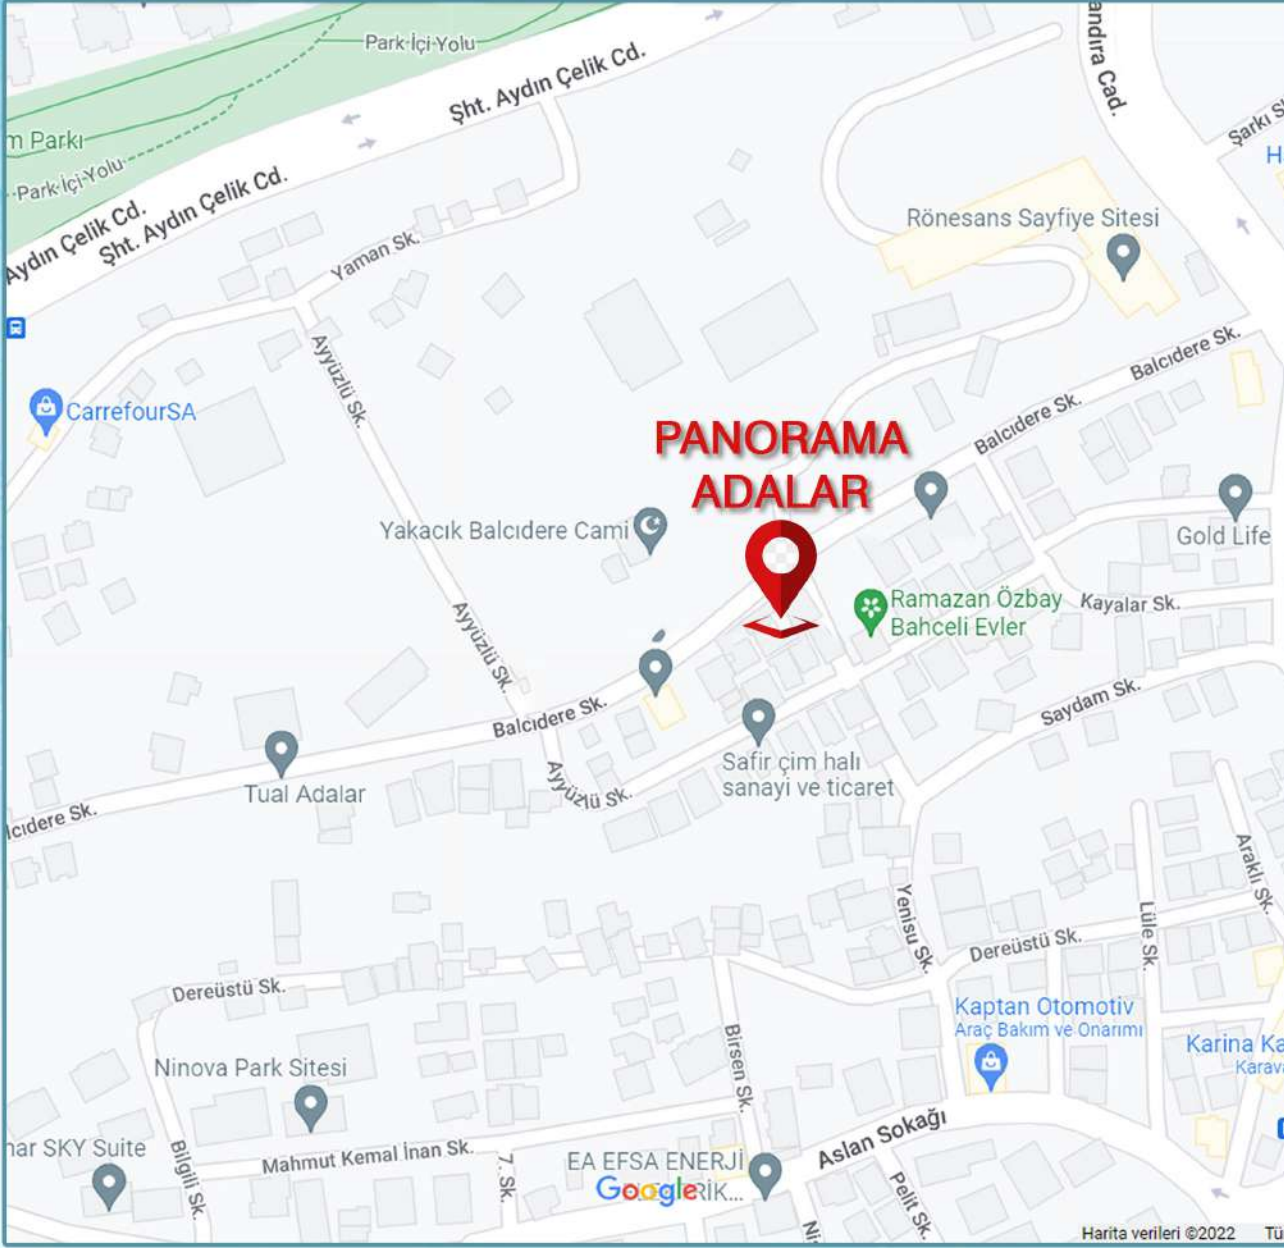 Park İçi Yolu
Şht. Aydın Çelik Cd.
andıra Cad.
Şarkı S
H
m Parkı
Park İçi Yolu
Aydın Çelik Cd.
Şht. Aydın Çelik Cd.
Yaman Sk.
Rönesans Sayfiye Sitesi
Ayyüzlü Sk.
Balcıdere Sk.
CarrefourSA
Balcıdere Sk.
PANORAMA
ADALAR
Yakacık Balcıdere Cami
Gold Life
Ramazan Özbay
Bahceli Evler
Kayalar Sk.
Ayyüzlü Sk.
Saydam Sk.
Balcıdere Sk.
Safir çim halı
sanayi ve ticaret
Tual Adalar
Ayyüzlü Sk.
lcıdere Sk.
Araklı Sk.
Yenisu Sk.
Lüle Sk.
Dereüstü Sk.
Dereüstü Sk.
Kaptan Otomotiv
Araç Bakım ve Onarımı
Birsen Sk.
Karina Ka
Karava
Ninova Park Sitesi
nar SKY Suite
Bilgili Sk.
Mahmut Kemal İnan Sk.
7. Sk.
EA EFSA ENERJİ
Google
RİK...
Aslan Sokağı
Pelit Sk.
Ni
Harita verileri ©2022
Tü